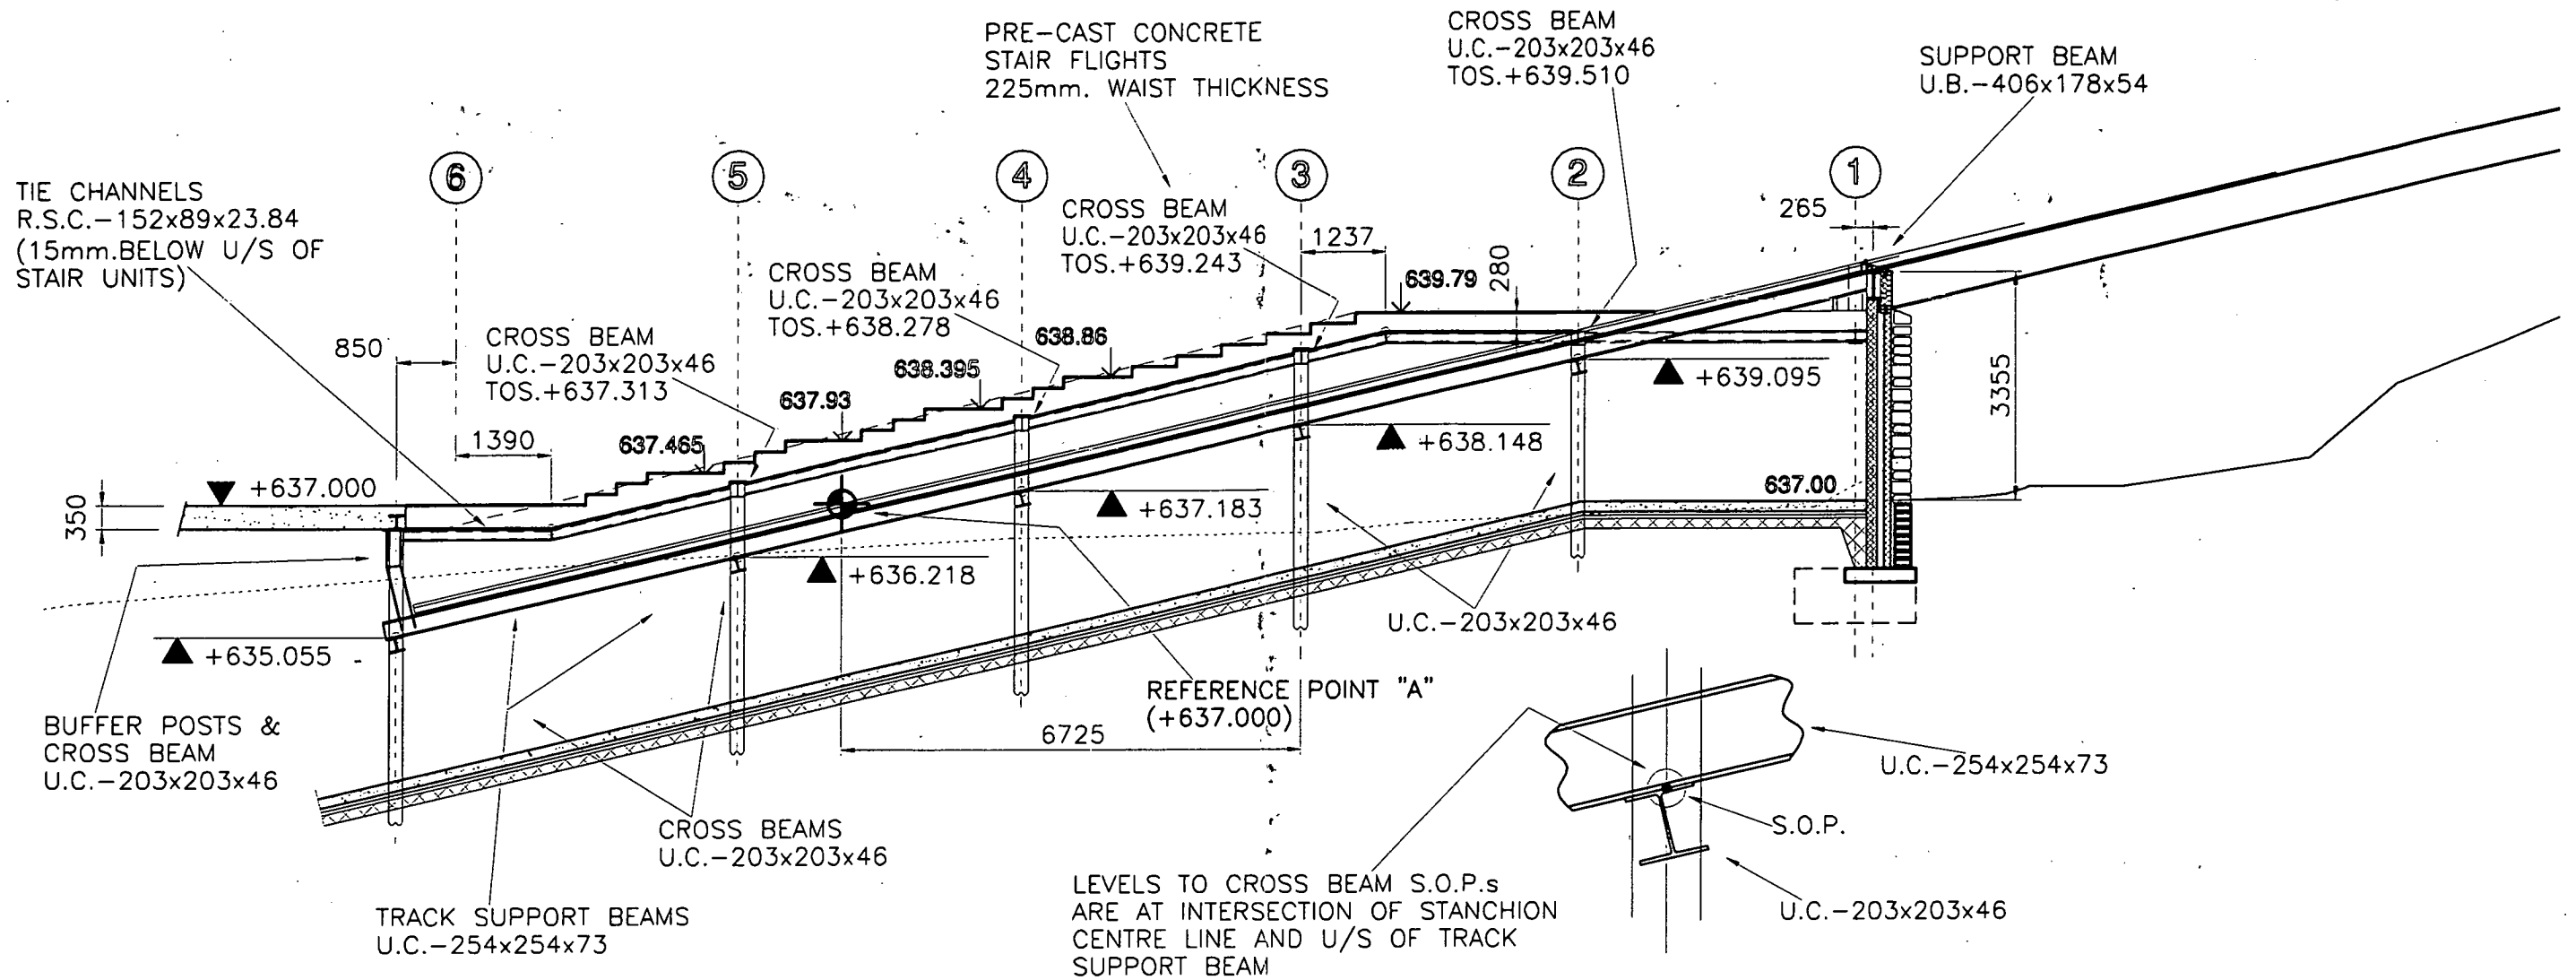 PRE-CAST CONCRETE
STAIR FLIGHTS
225mm. WAIST THICKNESS
CROSS BEAM
U.C.-203x203x46
TOS.+639.510
SUPPORT BEAM
U.B.-406x178x54
6
5
4
3
2
1
TIE CHANNELS
R.S.C.-152x89x23.84
(15mm.BELOW U/S OF
STAIR UNITS)
CROSS BEAM
U.C.-203x203x46
TOS.+639.243
1237
265
CROSS BEAM
U.C.-203x203x46
TOS.+638.278
639.79
280
CROSS BEAM
U.C.-203x203x46
TOS.+637.313
850
638.86
638.395
637.93
+639.095
3355
1390
637.465
+638.148
+637.000
350
637.00
+637.183
+636.218
+635.055
U.C.-203x203x46
REFERENCE POINT "A"
(+637.000)
6725
BUFFER POSTS &
CROSS BEAM
U.C.-203x203x46
U.C.-254x254x73
CROSS BEAMS
U.C.-203x203x46
S.O.P.
TRACK SUPPORT BEAMS
U.C.-254x254x73
LEVELS TO CROSS BEAM S.O.P.s
ARE AT INTERSECTION OF STANCHION
CENTRE LINE AND U/S OF TRACK
SUPPORT BEAM
U.C.-203x203x46